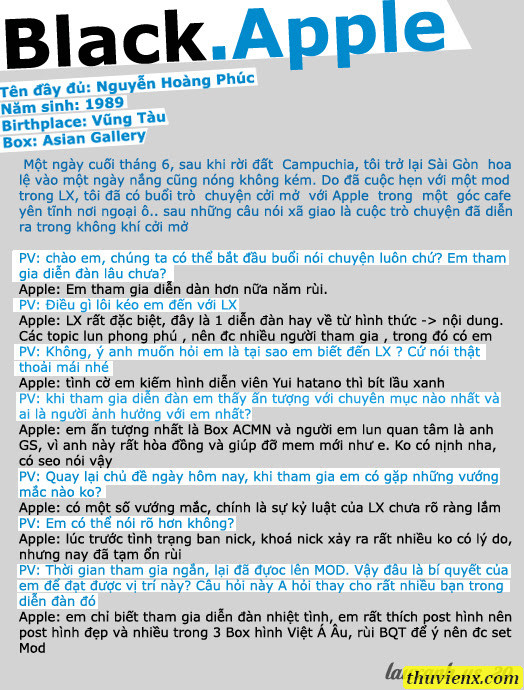 Black.Apple
Tên đây đủ: Nguyễn Hoàng Phúc
Năm sinh: 1989
Birthplace: Vũng Tàu
Box: Asian Gallery
Một ngày cuối tháng 6, sau khi rời đất Campuchia, tôi trở lại Sài Gòn hoa
lệ vào một ngày nắng cũng nóng không kém. Do đã cuộc hẹn với một mod
trong LX, tôi đã có buổi trò chuyện cởi mở với Apple trong một góc cafe
yên tĩnh nơi ngoại ô.. sau những câu nói xã giao là cuộc trò chuyện đã diễn
ra trong không khí cởi mở
PV: chào em, chúng ta có thể bắt đầu buổi nói chuyện luôn chứ? Em tham
gia diễn đàn lâu chưa?
Apple: Em tham gia diễn dàn hơn nữa năm rùi.
PV: Điều gì lôi kéo em đến với LX
Apple: LX rất đặc biệt, đây là 1 diễn đàn hay về từ hình thức -> nội dung.
Các topic lun phong phú , nên đc nhiều người tham gia , trong đó có em
PV: Không, ý anh muốn hỏi em là tại sao em biết đến LX ? Cứ nói thật
thoải mái nhé
Apple: tình cờ em kiếm hình diễn viên Yui hatano thì bít lầu xanh
PV: khi tham gia diễn đàn em thấy ấn tượng với chuyên mục nào nhất và
ai là người ảnh hưởng với em nhất?
Apple: em ấn tượng nhất là Box ACMN và người em lun quan tâm là anh
GS, vì anh này rất hòa đồng và giúp đỡ mem mới như e. Ko có nịnh nha,
có seo nói vậy
PV: Quay lại chủ đề ngày hôm nay, khi tham gia em có gặp những vướng
mắc nào ko?
Apple: có một số vướng mắc, chính là sự kỷ luật của LX chưa rõ ràng lắm
PV: Em có thể nói rõ hơn không?
Apple: lúc trước tình trạng ban nick, khoá nick xảy ra rất nhiều ko có lý do,
nhưng nay đã tạm ổn rùi
PV: Thời gian tham gia ngắn, lại đã đựoc lên MOD. Vậy đâu là bí quyết của
em để đạt được vị trí này? Câu hỏi này A hỏi thay cho rất nhiều bạn trong
diễn đàn đó
Apple: em chỉ biết tham gia diễn đàn nhiệt tình, em rất thích post hình nên
post hình đẹp và nhiều trong 3 Box hình Việt Á Âu, rùi BQT để ý nên đc set
Mod
thuvienx.com